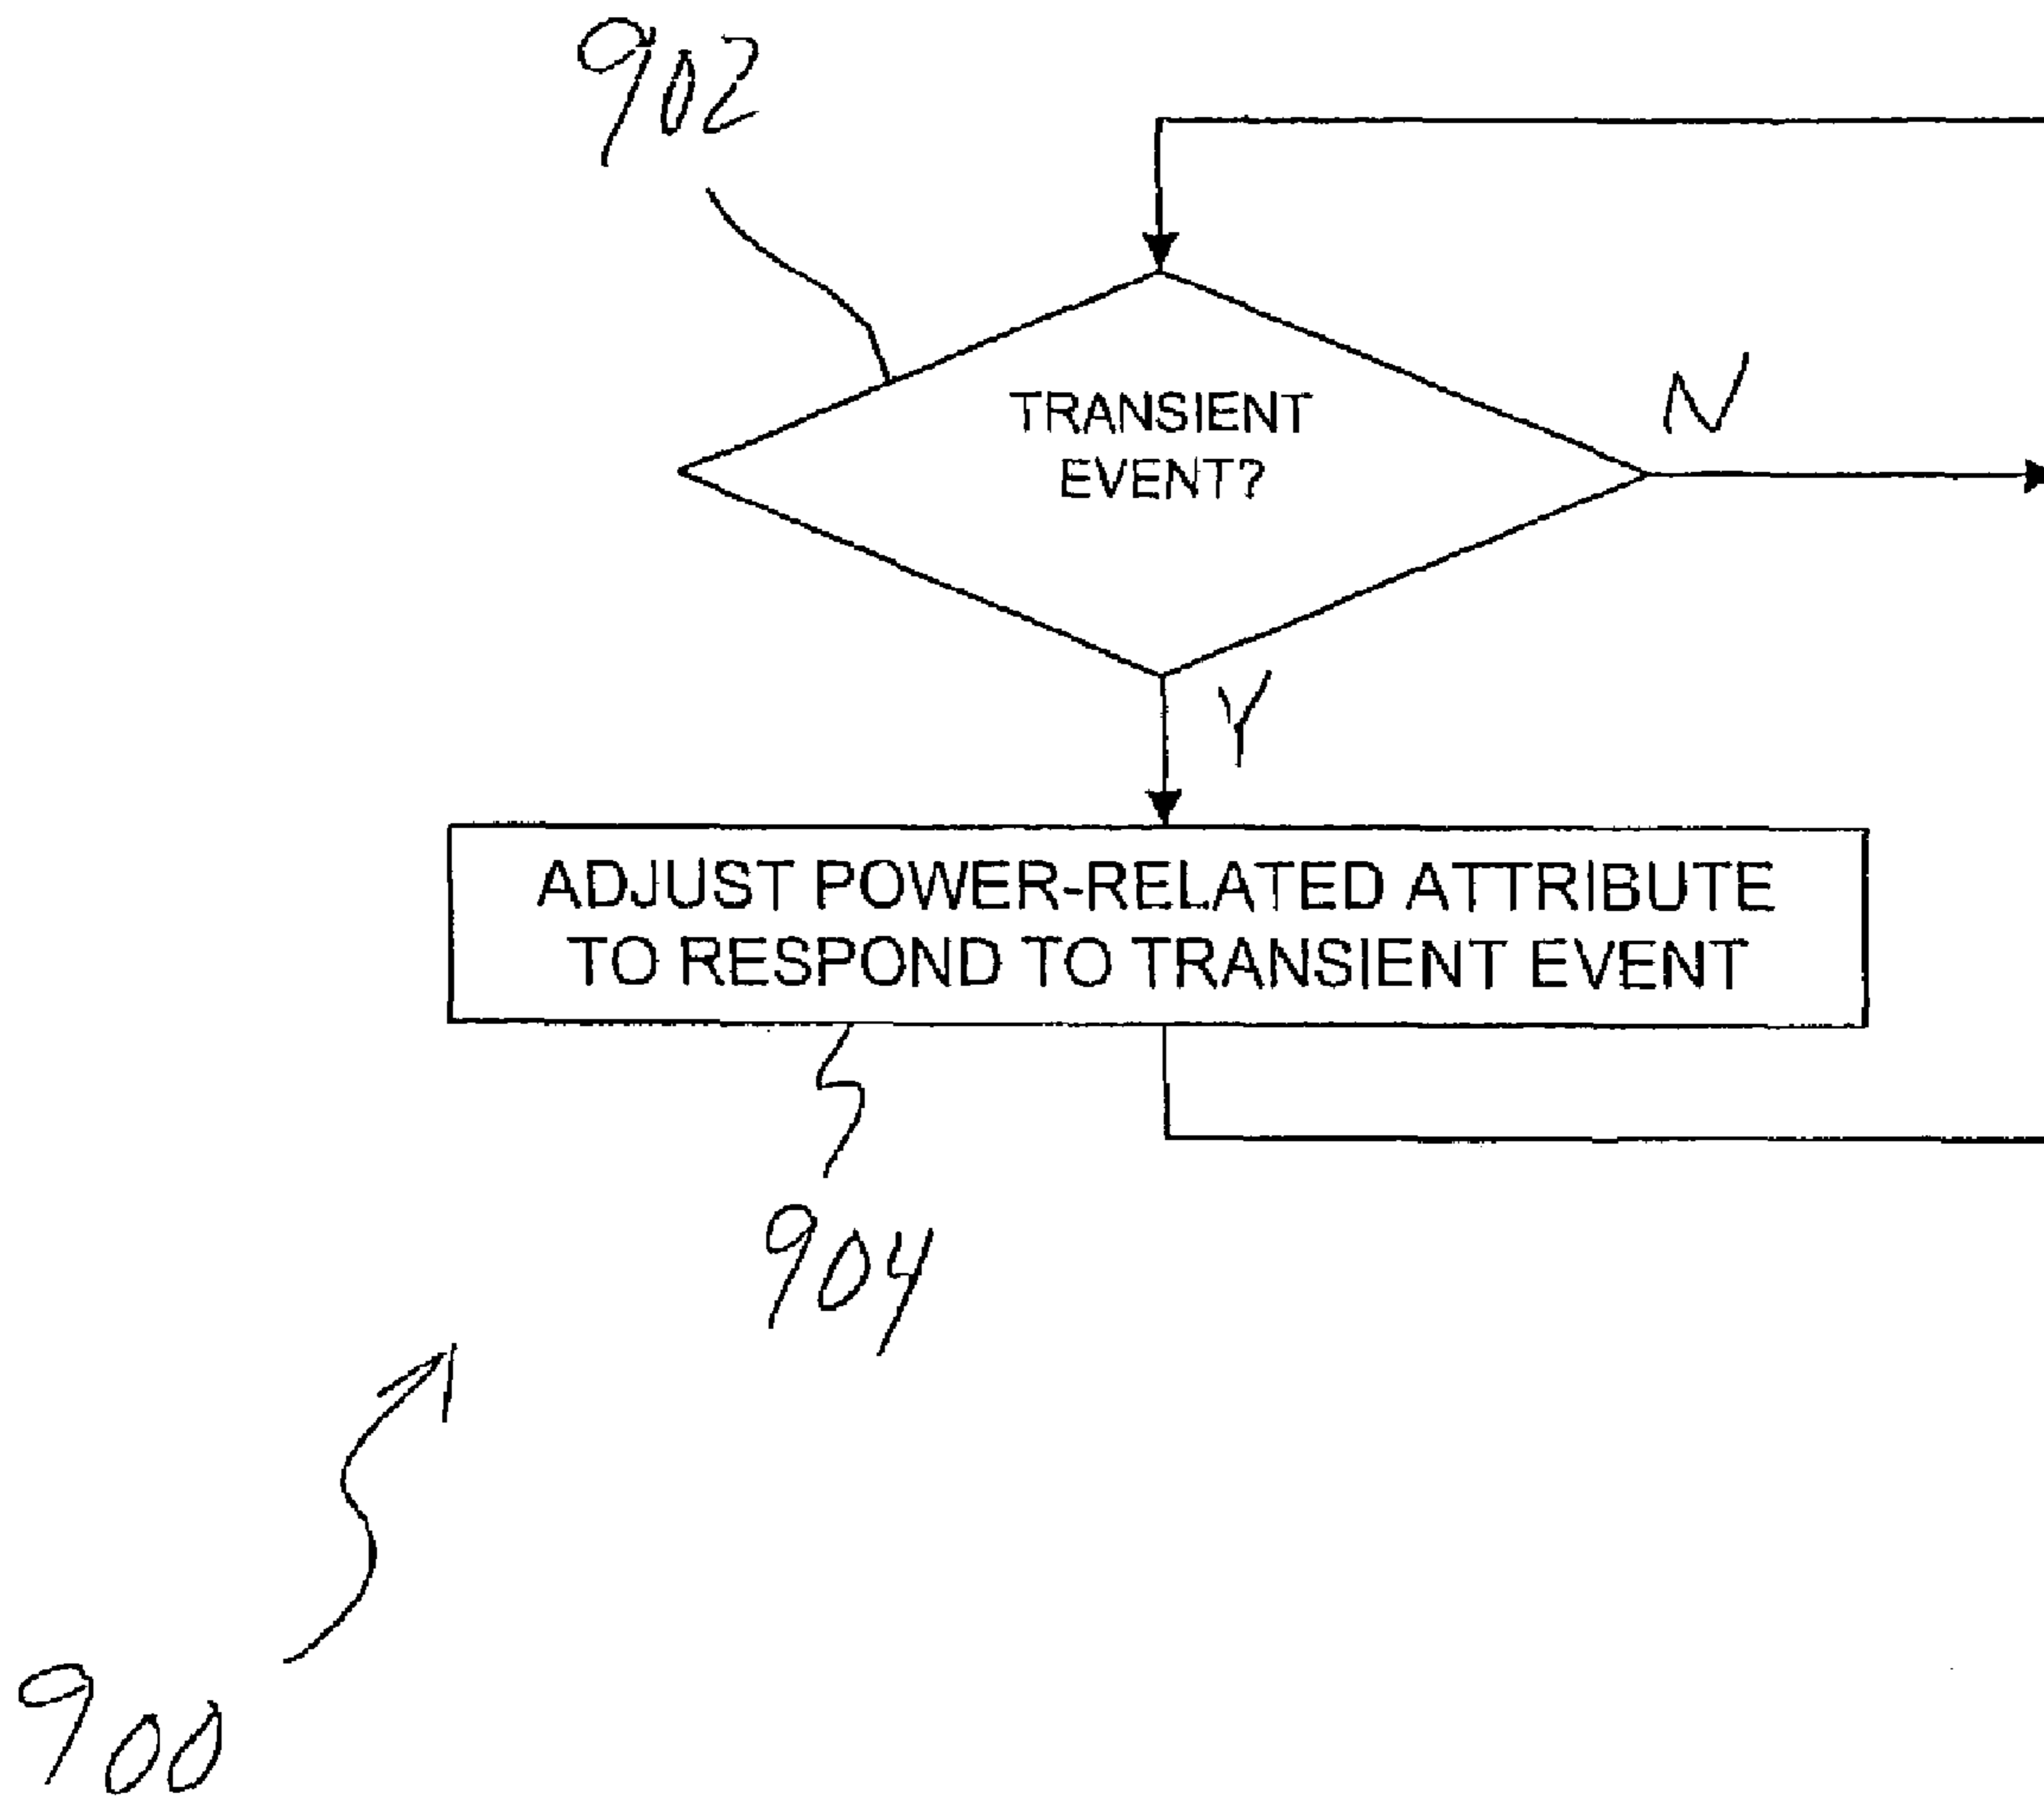 902
TRANSIENT
EVENT?
N
Y
ADJUST POWER-RELATED ATTRIBUTE
TO RESPOND TO TRANSIENT EVENT
904
900